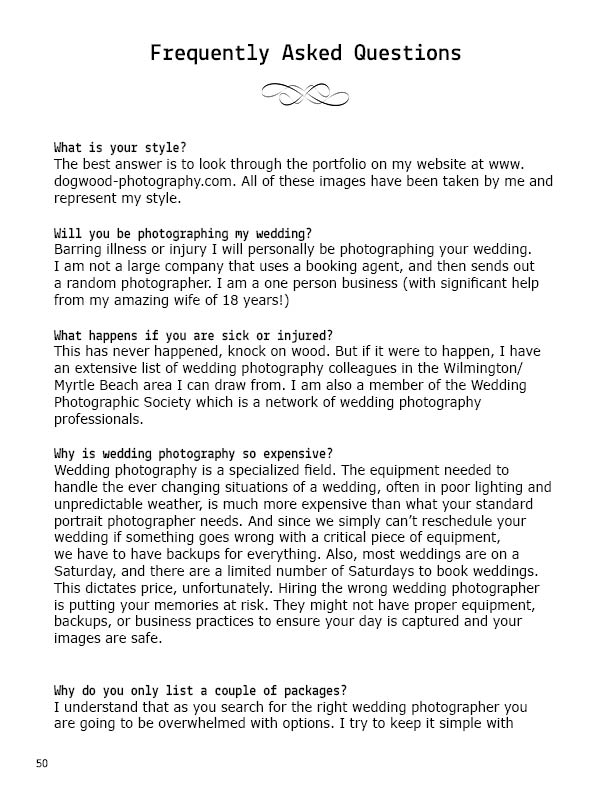 Frequently Asked Questions
What is your style?
The best answer is to look through the portfolio on my website at www.
dogwood-photography.com. All of these images have been taken by me and
represent my style.
Will you be photographing my wedding?
Barring illness or injury I will personally be photographing your wedding.
I am not a large company that uses a booking agent, and then sends out
a random photographer. I am a one person business (with significant help
from my amazing wife of 18 years!)
What happens if you are sick or injured?
This has never happened, knock on wood. But if it were to happen, I have
an extensive list of wedding photography colleagues in the Wilmington/
Myrtle Beach area I can draw from. I am also a member of the Wedding
Photographic Society which is a network of wedding photography
professionals.
Why is wedding photography so expensive?
Wedding photography is a specialized field. The equipment needed to
handle the ever changing situations of a wedding, often in poor lighting and
unpredictable weather, is much more expensive than what your standard
portrait photographer needs. And since we simply can't reschedule your
wedding if something goes wrong with a critical piece of equipment,
we have to have backups for everything. Also, most weddings are on a
Saturday, and there are a limited number of Saturdays to book weddings.
This dictates price, unfortunately. Hiring the wrong wedding photographer
is putting your memories at risk. They might not have proper equipment,
backups, or business practices to ensure your day is captured and your
images are safe.
Why do you only list a couple of packages?
I understand that as you search for the right wedding photographer you
are going to be overwhelmed with options. I try to keep it simple with
50